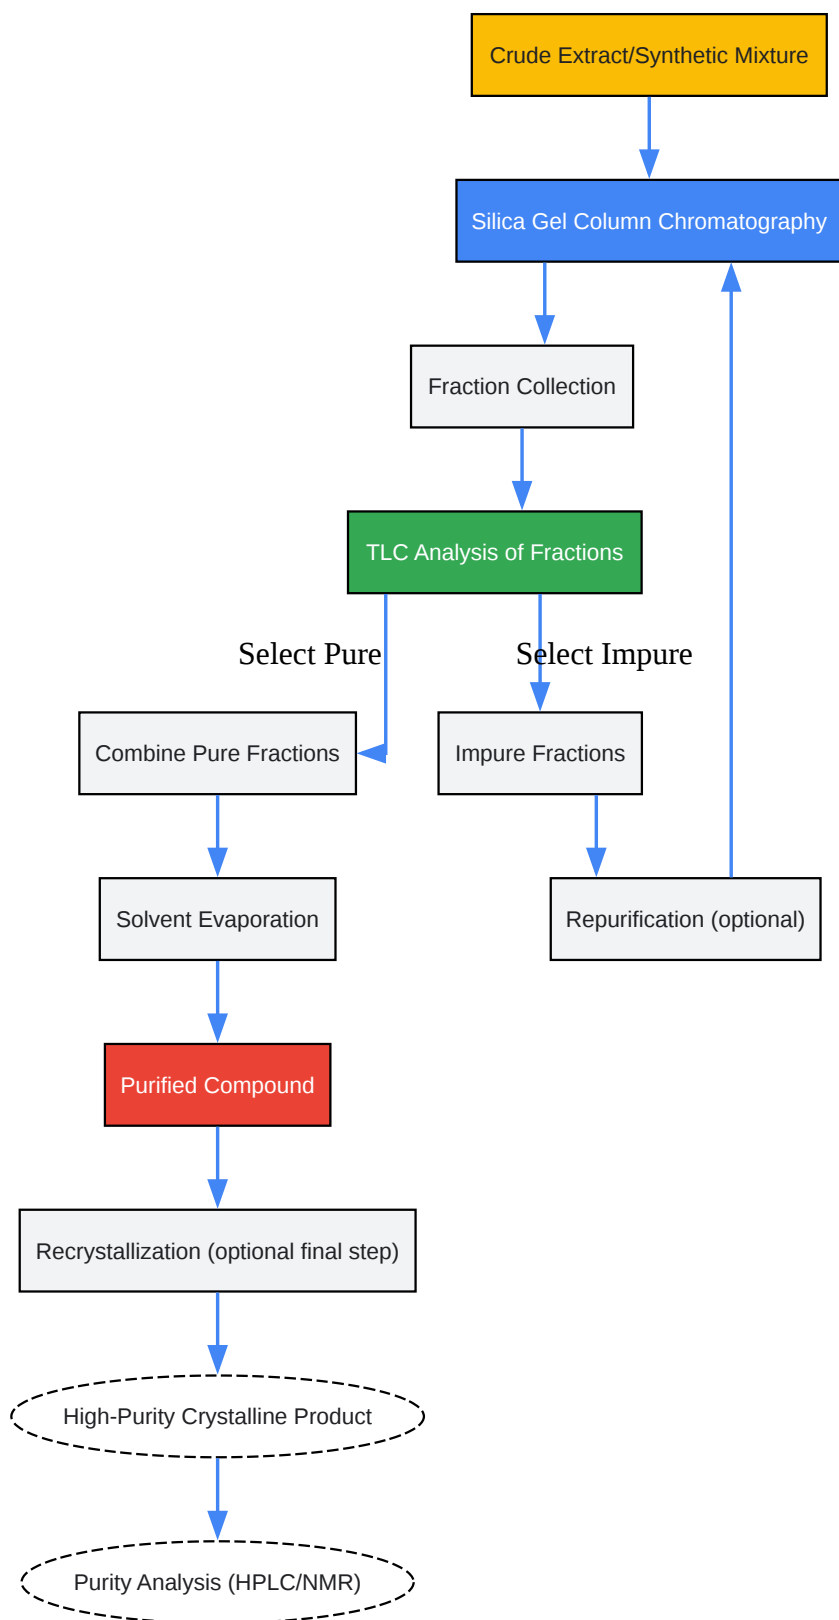 Crude Extract/Synthetic Mixture
Silica Gel Column Chromatography
Fraction Collection
TLC Analysis of Fractions
Select Pure
Select Impure
Combine Pure Fractions
Impure Fractions
Solvent Evaporation
Repurification (optional)
Purified Compound
Recrystallization (optional final step)
High-Purity Crystalline Product
Purity Analysis (HPLC/NMR)